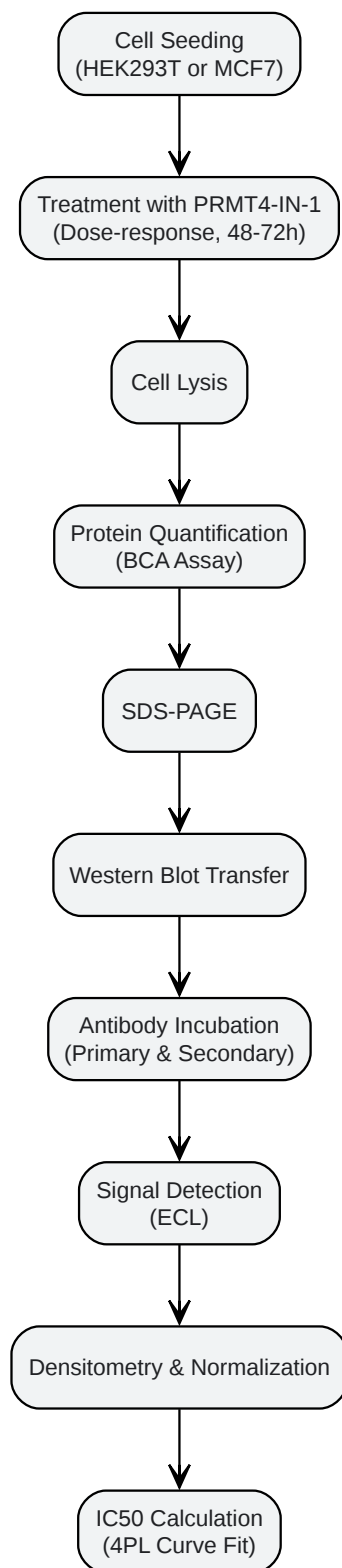 Cell Seeding
(HEK293T or MCF7)
Treatment with PRMT4-IN-1
(Dose-response, 48-72h)
Cell Lysis
Protein Quantification
(BCA Assay)
SDS-PAGE
Western Blot Transfer
Antibody Incubation
(Primary & Secondary)
Signal Detection
(ECL)
Densitometry & Normalization
IC50 Calculation
(4PL Curve Fit)